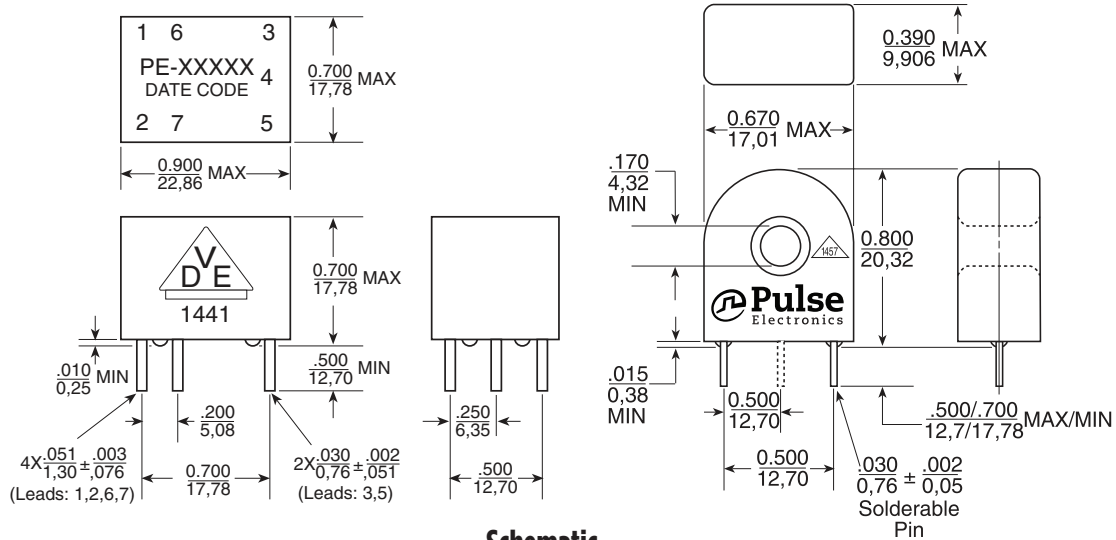 1 6 3
PE-XXXXX
4
DATE CODE
2 7 5
0.700
17,78
MAX
0.900
22,86
MAX
V
D E
1441
0.700
17,78
MAX
.010
0,25
MIN
.500
12,70
MIN
.200
5,08
4X .051 ± .003
1,30 ,076
(Leads: 1,2,6,7)
0.700
17,78
2X .030 ± .002
0,76 ,051
(Leads: 3,5)
.250
6,35
.500
12,70
0.390
9,906
MAX
0.670
17,01
MAX
.170
4,32
MIN
1457
0.800
20,32
Pulse
Electronics
.015
0,38
MIN
0.500
12,70
0.500
12,70
.500/.700
12,7/17,78
MAX/MIN
.030 ± .002
0,76 0,05
Solderable
Pin
Schematic